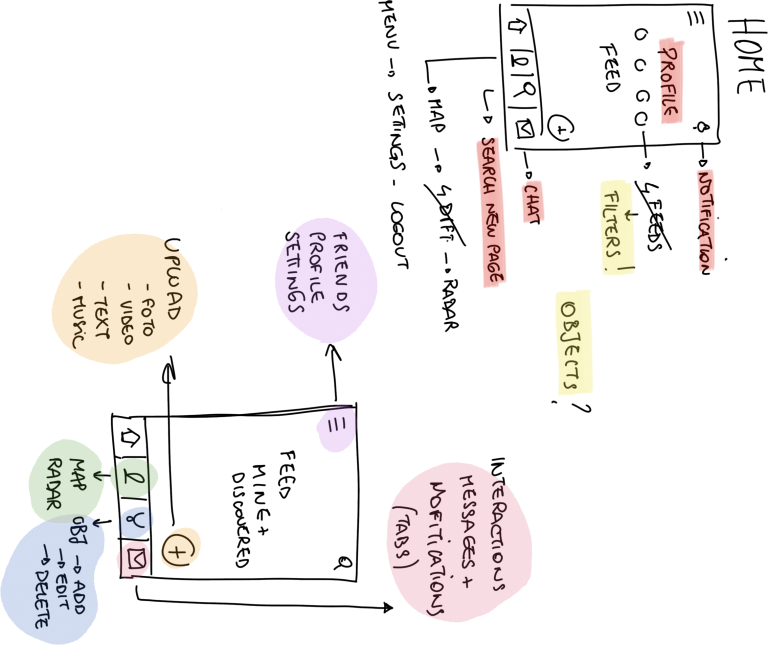 HOME
PROFILE
FEED
→ NOTIFICATION
→ 4 FEEDS
FILTERS!
→ CHAT
→ SEARCH NEW PAGE
→ MAP → 4 DIFF. → RADAR
MENU → SETTINGS - LOGOUT
OBJECTS ?
FRIENDS
PROFILE
SETTINGS
UPLOAD
- FOTO
- VIDEO
- TEXT
- MUSIC
FEED
MINE +
DISCOVERED
INTERACTIONS
MESSAGES +
NOFITICATIONS
(TABS)
MAP
RADAR
OBJ → ADD
→ EDIT
→ DELETE